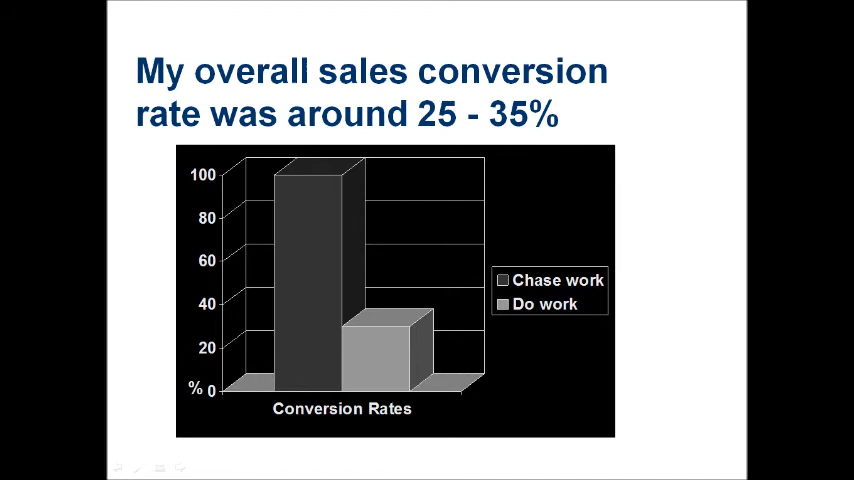 My overall sales conversion
rate was around 25 - 35%
100
80
60
40
20
% 0
Conversion Rates
Chase work
Do work